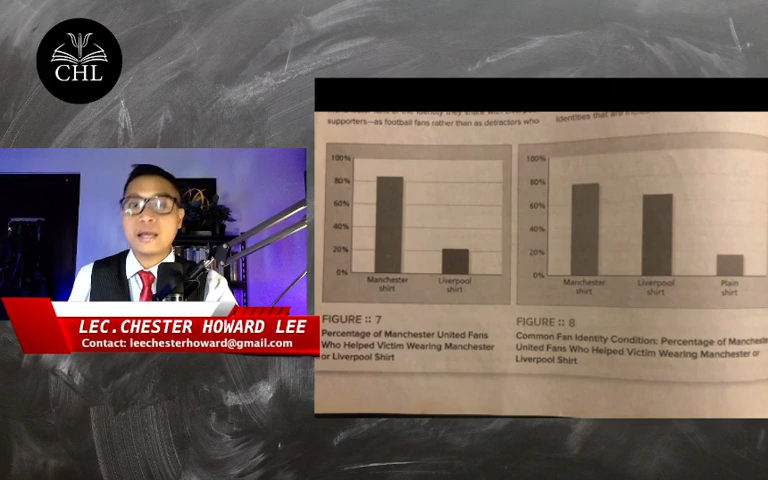 CHL
LEC.CHESTER HOWARD LEE
Contact: leechesterhoward@gmail.com
supporters—as football fans rather than as detractors who
100%
80%
60%
40%
20%
0%
Manchester shirt
Liverpool shirt
FIGURE :: 7
Percentage of Manchester United Fans
Who Helped Victim Wearing Manchester
or Liverpool Shirt
identities that are
100%
80%
60%
40%
20%
0%
Manchester shirt
Liverpool shirt
Plain shirt
FIGURE :: 8
Common Fan Identity Condition: Percentage of Manchester
United Fans Who Helped Victim Wearing Manchester or
Liverpool Shirt